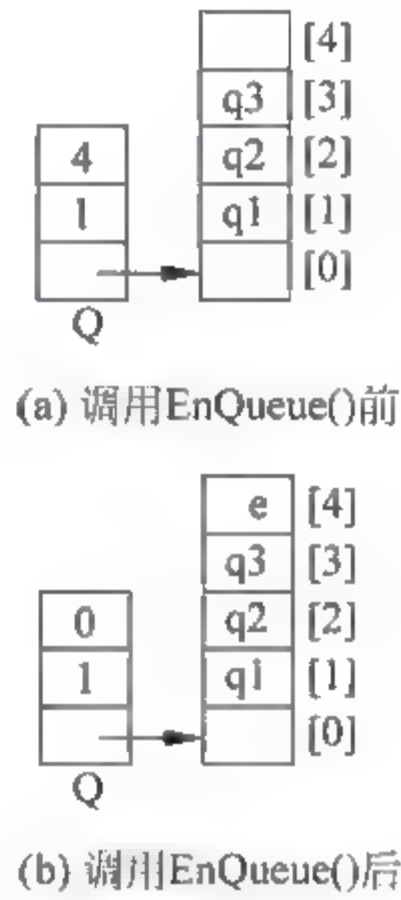 [4]
q3 [3]
4 q2 [2]
1 q1 [1]
[0]
Q
(a) 调用EnQueue()前
e [4]
q3 [3]
0 q2 [2]
1 q1 [1]
[0]
Q
(b) 调用EnQueue()后